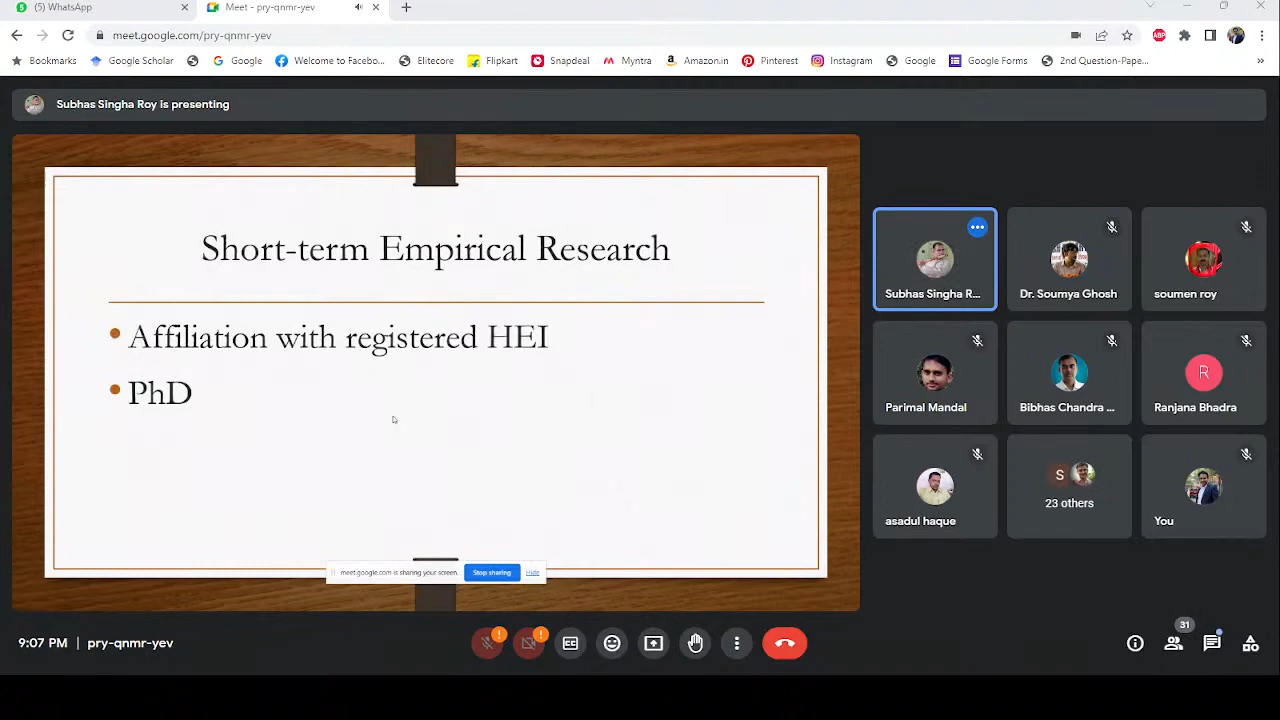 (5) WhatsApp
Meet - pry-qnmr-yev
meet.google.com/pry-qnmr-yev
ABP
Bookmarks
Google Scholar
Google
Welcome to Facebo...
Elitecore
Flipkart
Snapdeal
Myntra
Amazon.in
Pinterest
Instagram
Google
Google Forms
2nd Question-Pape...
Subhas Singha Roy is presenting
Short-term Empirical Research
• Affiliation with registered HEI
• PhD
meet.google.com is sharing your screen.
Stop sharing
Hide
Subhas Singha R...
Dr. Soumya Ghosh
soumen roy
Parimal Mandal
Bibhas Chandra ...
R
Ranjana Bhadra
asadul haque
S
23 others
You
9:07 PM | pry-qnmr-yev
CC
31